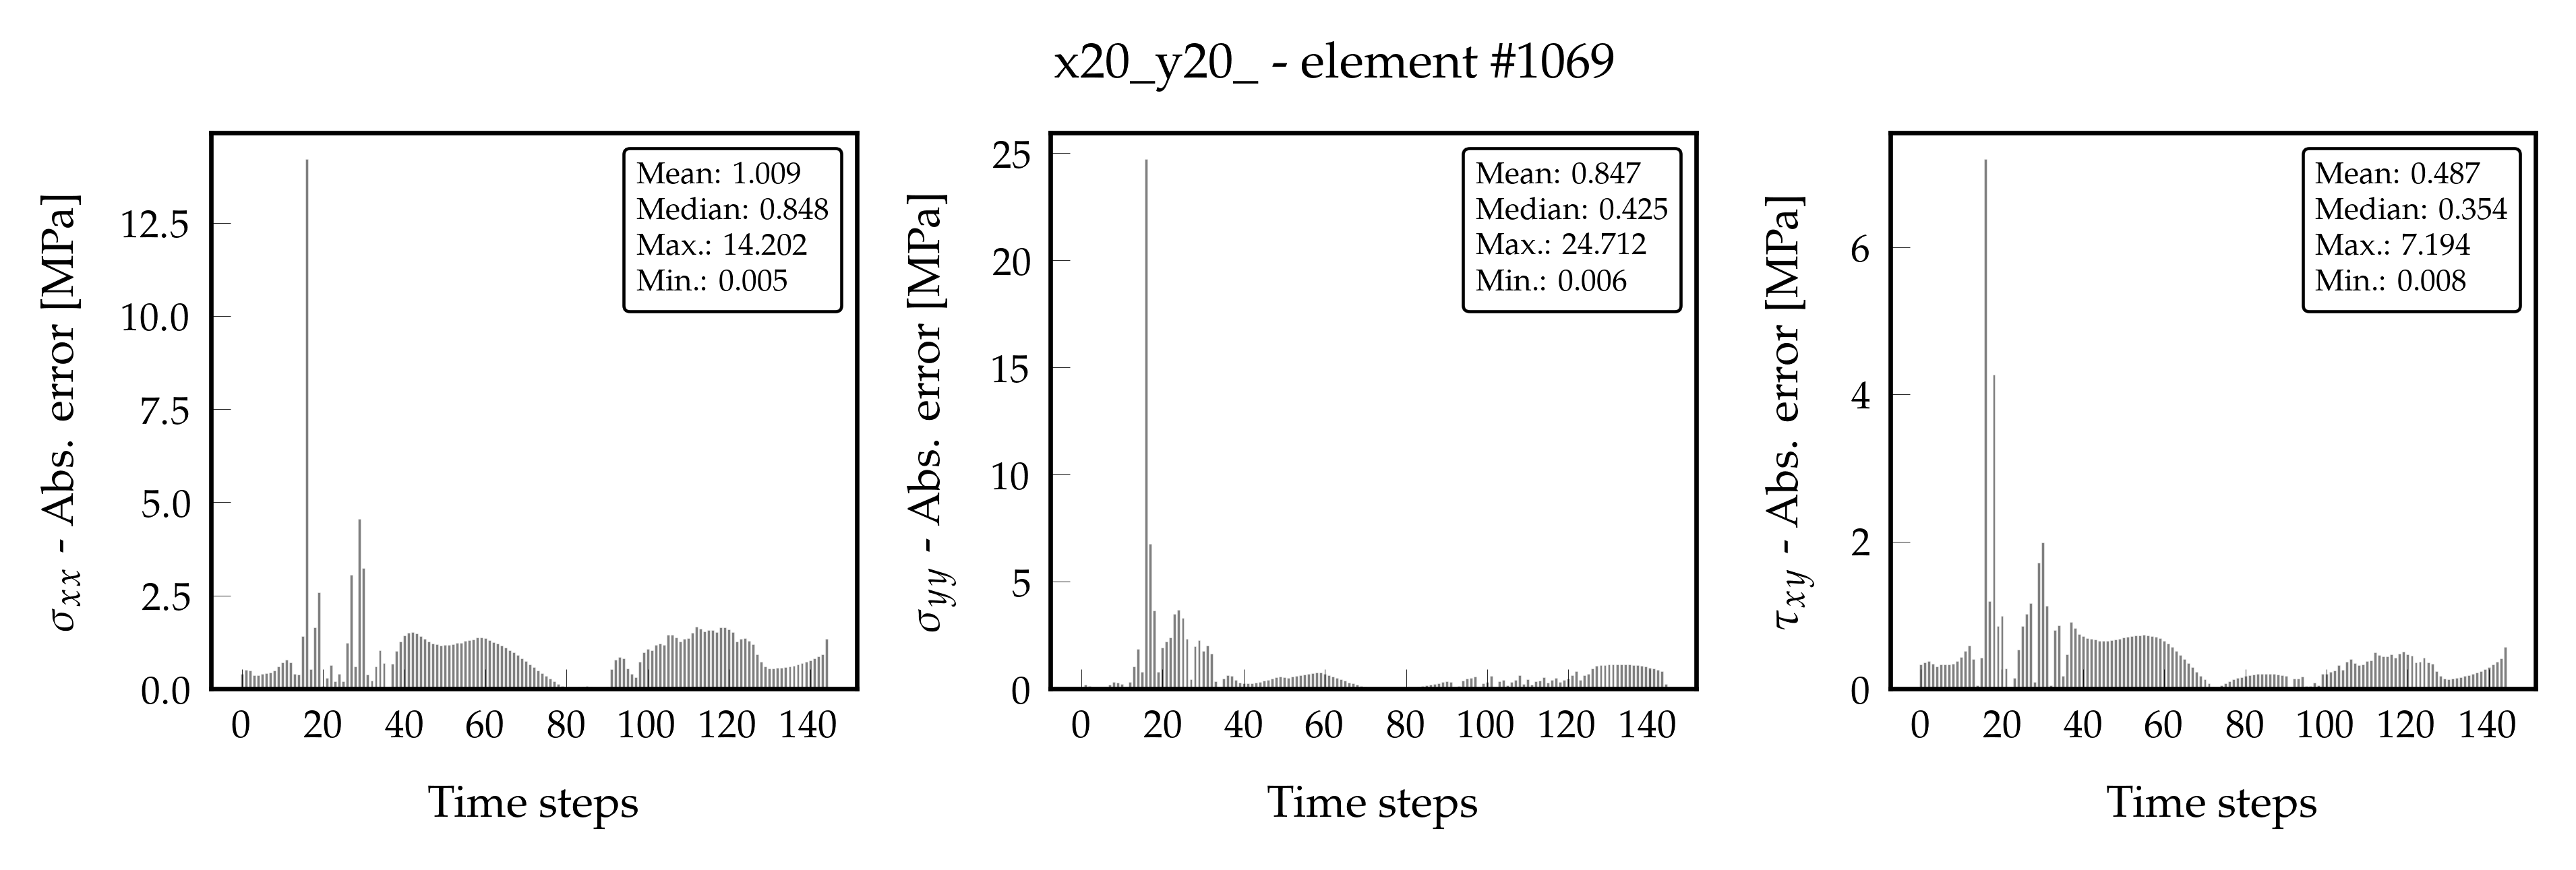 x20_y20_ - element #1069
σxx - Abs. error [MPa]
12.5
10.0
7.5
5.0
2.5
0.0
Mean: 1.009
Median: 0.848
Max.: 14.202
Min.: 0.005
0 20 40 60 80 100 120 140
Time steps
σyy - Abs. error [MPa]
25
20
15
10
5
0
Mean: 0.847
Median: 0.425
Max.: 24.712
Min.: 0.006
0 20 40 60 80 100 120 140
Time steps
τxy - Abs. error [MPa]
6
4
2
0
Mean: 0.487
Median: 0.354
Max.: 7.194
Min.: 0.008
0 20 40 60 80 100 120 140
Time steps